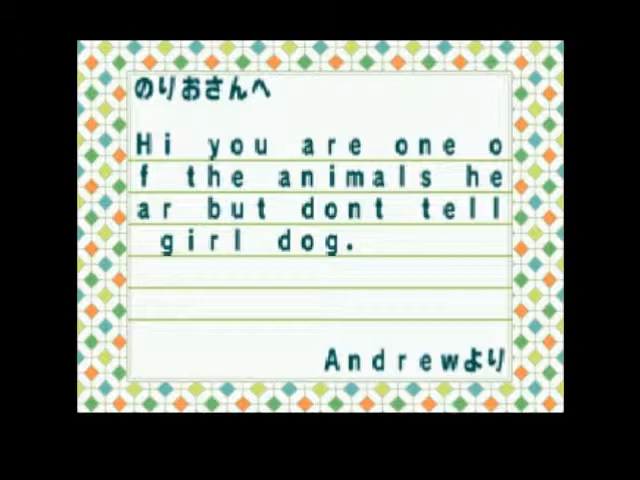 のりおさんへ
Hi you are one o
f the animals he
ar but dont tell
girl dog.
Andrewより